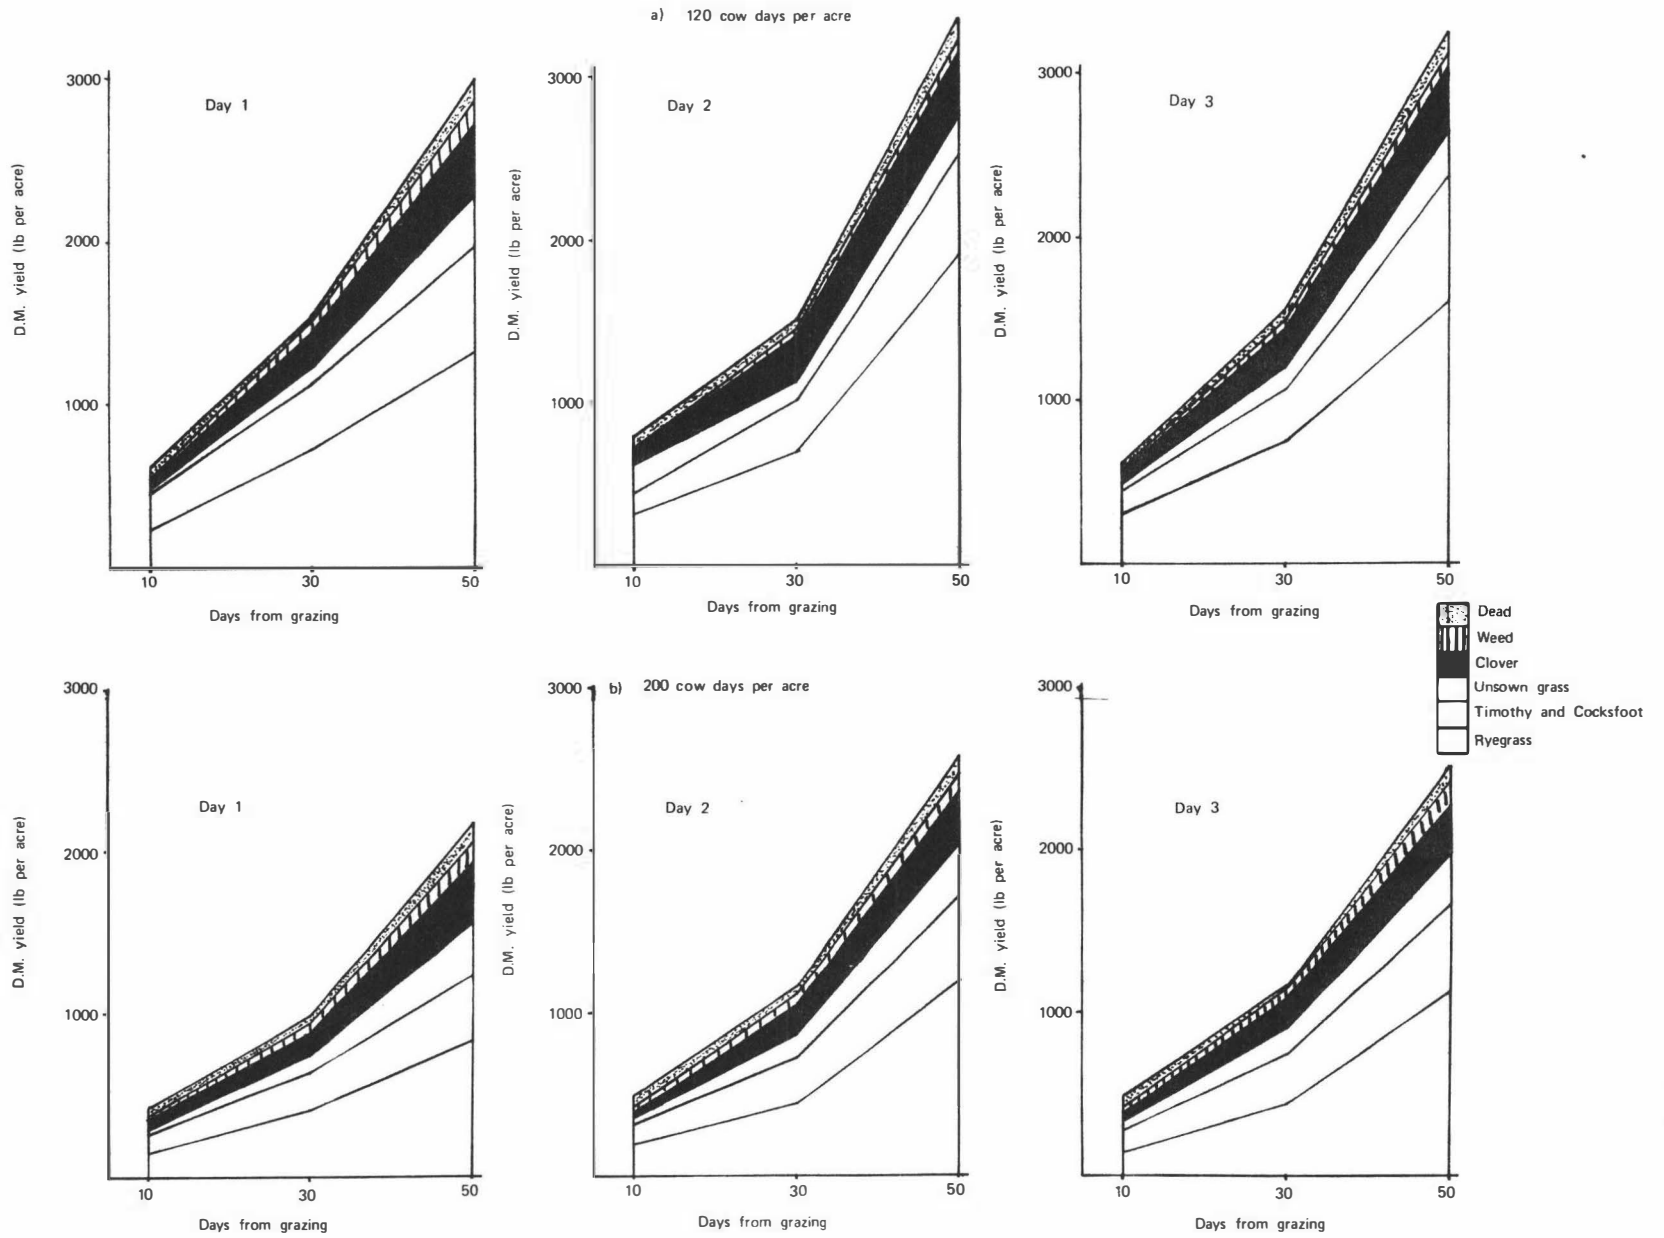 a) 120 cow days per acre
Day 1
3000
2000
1000
D.M. yield (lb per acre)
10 30 50
Days from grazing
Day 2
3000
2000
1000
D.M. yield (lb per acre)
10 30 50
Days from grazing
Day 3
3000
2000
1000
D.M. yield (lb per acre)
10 30 50
Days from grazing
Dead
Weed
Clover
Unsown grass
Timothy and Cocksfoot
Ryegrass
b) 200 cow days per acre
Day 1
3000
2000
1000
D.M. yield (lb per acre)
10 30 50
Days from grazing
Day 2
3000
2000
1000
D.M. yield (lb per acre)
10 30 50
Days from grazing
Day 3
3000
2000
1000
D.M. yield (lb per acre)
10 30 50
Days from grazing